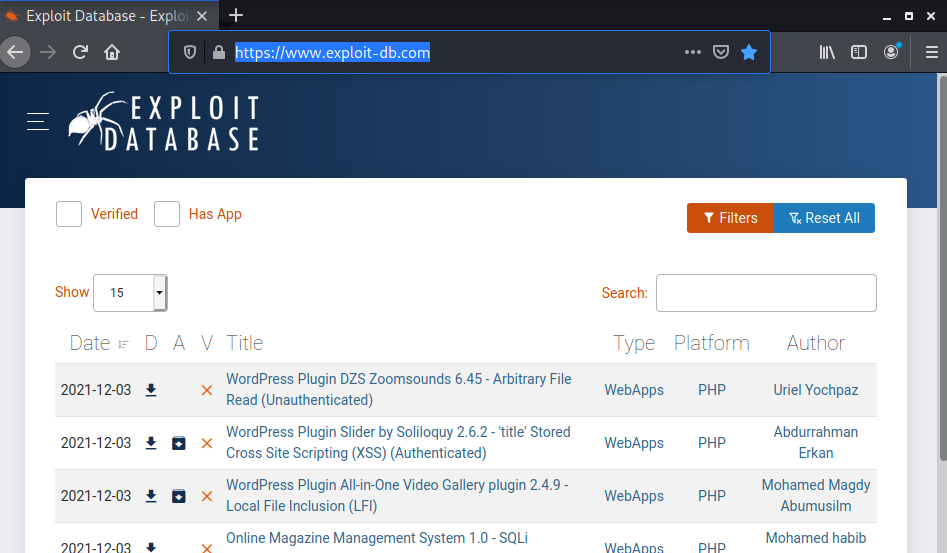 Exploit Database - Exploi
https://www.exploit-db.com
EXPLOIT
DATABASE
Verified
Has App
Filters
Reset All
Show 15
Search:
Date D A V Title Type Platform Author
2021-12-03 WordPress Plugin DZS Zoomsounds 6.45 - Arbitrary File
Read (Unauthenticated) WebApps PHP Uriel Yochpaz
2021-12-03 WordPress Plugin Slider by Soliloquy 2.6.2 - 'title' Stored
Cross Site Scripting (XSS) (Authenticated) WebApps PHP Abdurrahman
Erkan
2021-12-03 WordPress Plugin All-in-One Video Gallery plugin 2.4.9 -
Local File Inclusion (LFI) WebApps PHP Mohamed Magdy
Abumusilm
2021-12-03 Online Magazine Management System 1.0 - SQLi
WebApps PHP Mohamed habib